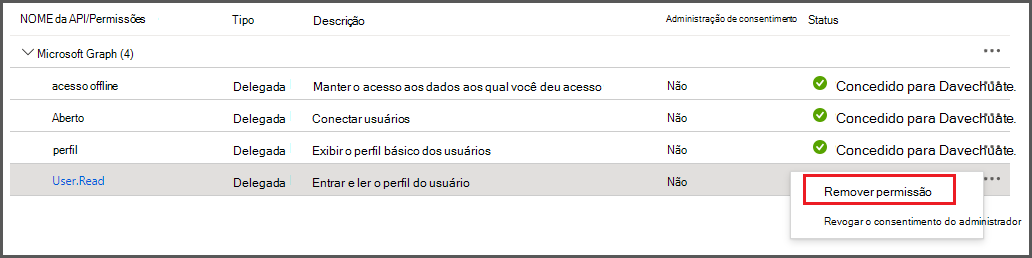 NOME da API/Permissões Tipo Descrição Administração de consentimento Status
Microsoft Graph (4)
acesso offline Delegada Manter o acesso aos dados aos qual você deu acesso Não Concedido para Davechuate.
Aberto Delegada Conectar usuários Não Concedido para Davechuate.
perfil Delegada Exibir o perfil básico dos usuários Não Concedido para Davechuate.
User.Read Delegada Entrar e ler o perfil do usuário Não
Remover permissão
Revogar o consentimento do administrador